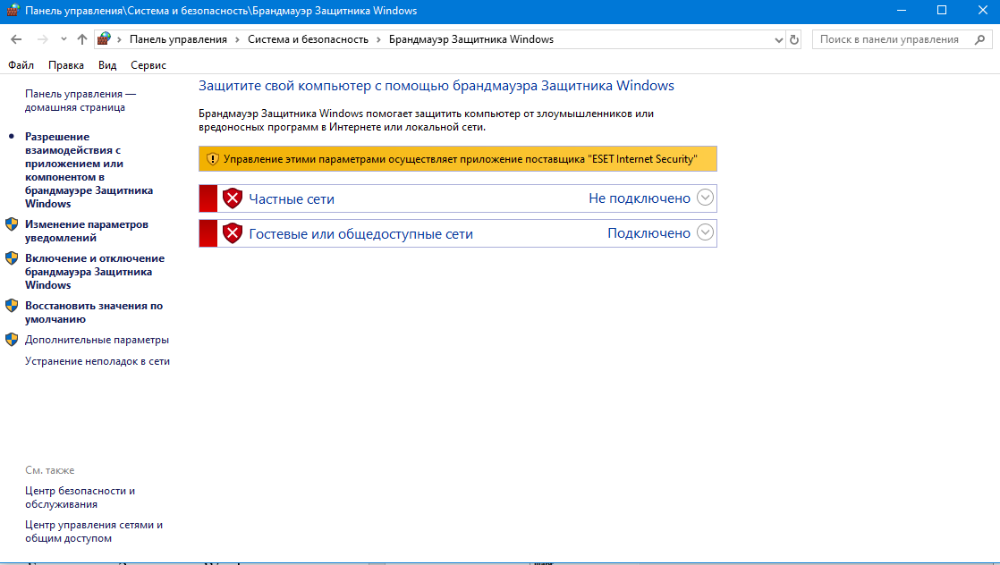 Панель управления\Система и безопасность\Брандмауэр Защитника Windows
Панель управления
Система и безопасность
Брандмауэр Защитника Windows
Поиск в панели управления
Файл Правка Вид Сервис
Панель управления —
домашняя страница
Разрешение
взаимодействия с
приложением или
компонентом в
брандмауэре Защитника
Windows
Изменение параметров
уведомлений
Включение и отключение
брандмауэра Защитника
Windows
Восстановить значения по
умолчанию
Дополнительные параметры
Устранение неполадок в сети
См. также
Центр безопасности и
обслуживания
Центр управления сетями и
общим доступом
Защитите свой компьютер с помощью брандмауэра Защитника Windows
Брандмауэр Защитника Windows помогает защитить компьютер от злоумышленников или
вредоносных программ в Интернете или локальной сети.
Управление этими параметрами осуществляет приложение поставщика "ESET Internet Security"
Частные сети Не подключено
Гостевые или общедоступные сети Подключено